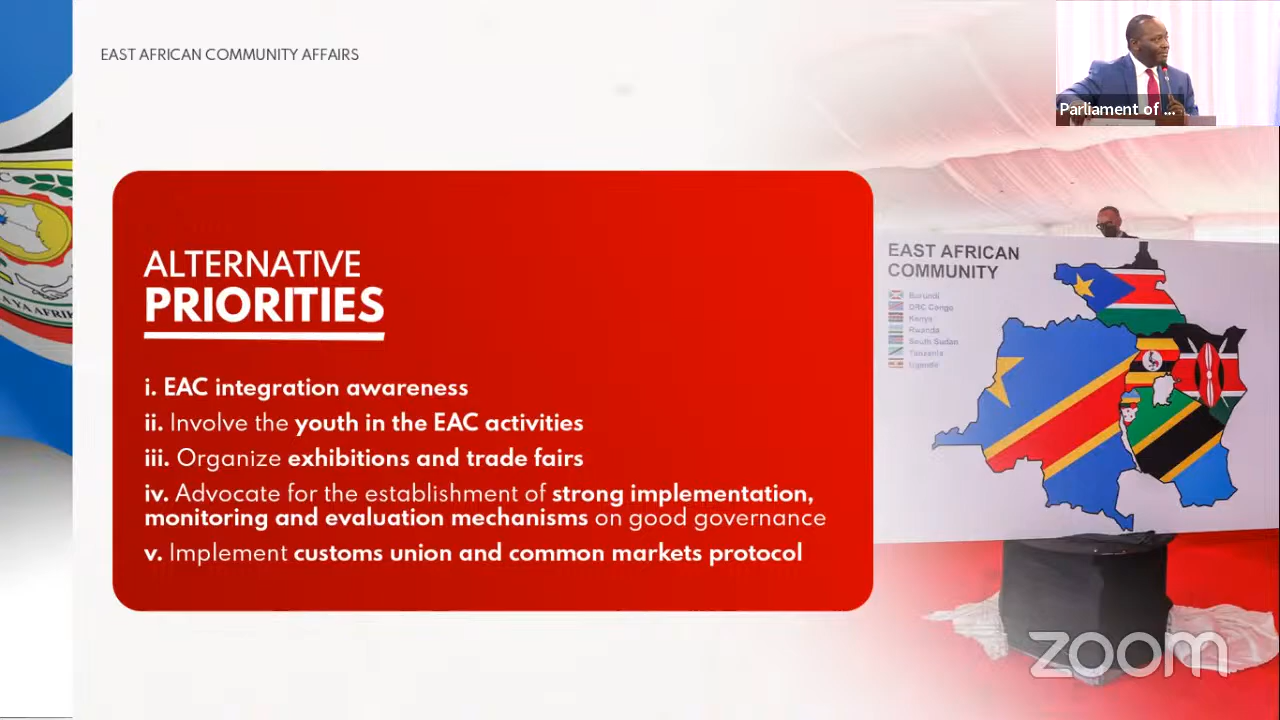 EAST AFRICAN COMMUNITY AFFAIRS
Parliament of ...
ALTERNATIVE
PRIORITIES
i. EAC integration awareness
ii. Involve the youth in the EAC activities
iii. Organize exhibitions and trade fairs
iv. Advocate for the establishment of strong implementation,
monitoring and evaluation mechanisms on good governance
v. Implement customs union and common markets protocol
EAST AFRICAN
COMMUNITY
Burundi
DRC Congo
Kenya
Rwanda
South Sudan
Tanzania
Uganda
zoom